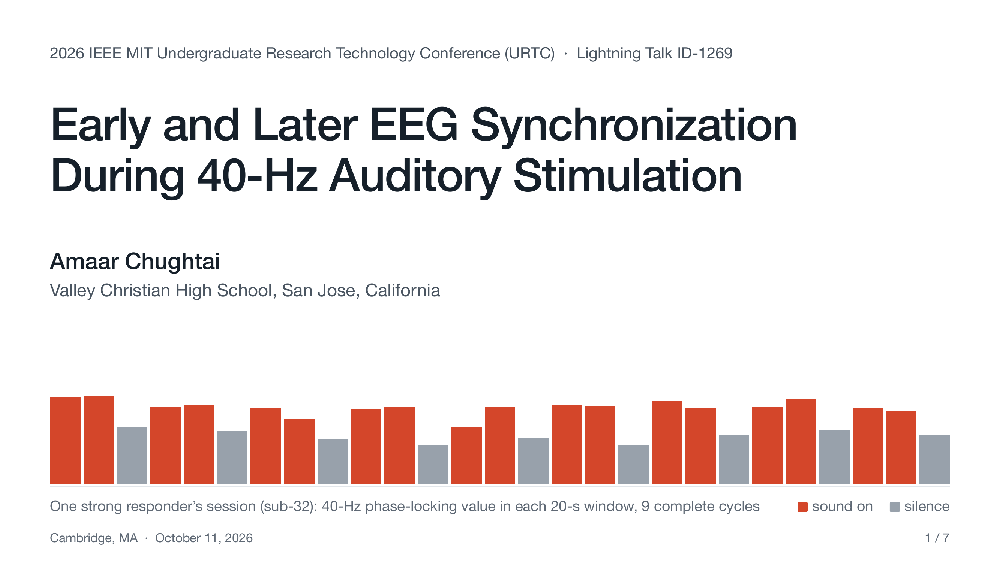 2026 IEEE MIT Undergraduate Research Technology Conference (URTC) · Lightning Talk ID-1269
Early and Later EEG Synchronization
During 40-Hz Auditory Stimulation
Amaar Chughtai
Valley Christian High School, San Jose, California
One strong responder’s session (sub-32): 40-Hz phase-locking value in each 20-s window, 9 complete cycles
sound on
silence
Cambridge, MA · October 11, 2026
1 / 7